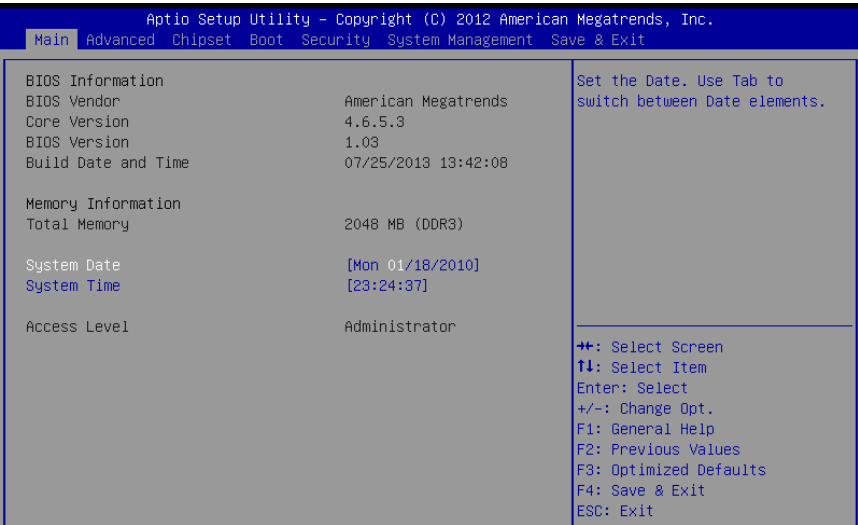 Aptio Setup Utility – Copyright (C) 2012 American Megatrends, Inc.
Main Advanced Chipset Boot Security System Management Save & Exit
BIOS Information
BIOS Vendor American Megatrends
Core Version 4.6.5.3
BIOS Version 1.03
Build Date and Time 07/25/2013 13:42:08
Memory Information
Total Memory 2048 MB (DDR3)
System Date [Mon 01/18/2010]
System Time [23:24:37]
Access Level Administrator
Set the Date. Use Tab to
switch between Date elements.
→←: Select Screen
↑↓: Select Item
Enter: Select
+/-: Change Opt.
F1: General Help
F2: Previous Values
F3: Optimized Defaults
F4: Save & Exit
ESC: Exit